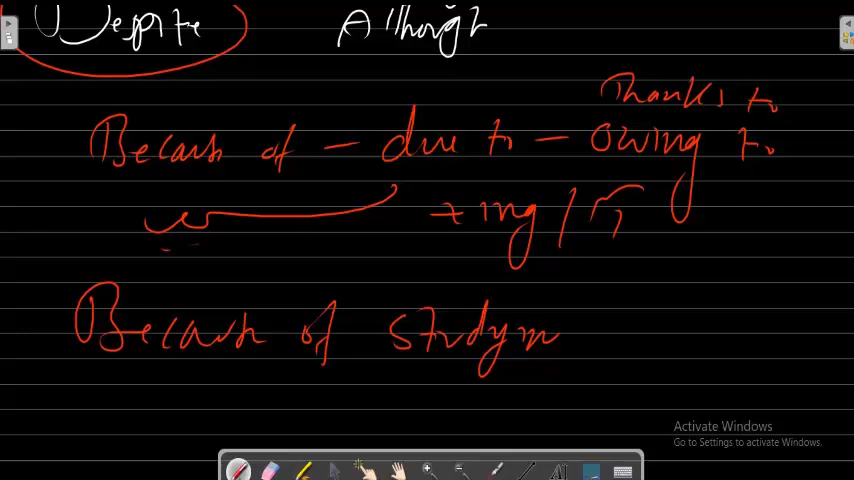 Despite Although
Thanks to
Because of - due to - owing to
+ ing /
Because of studyin
Activate Windows
Go to Settings to activate Windows.